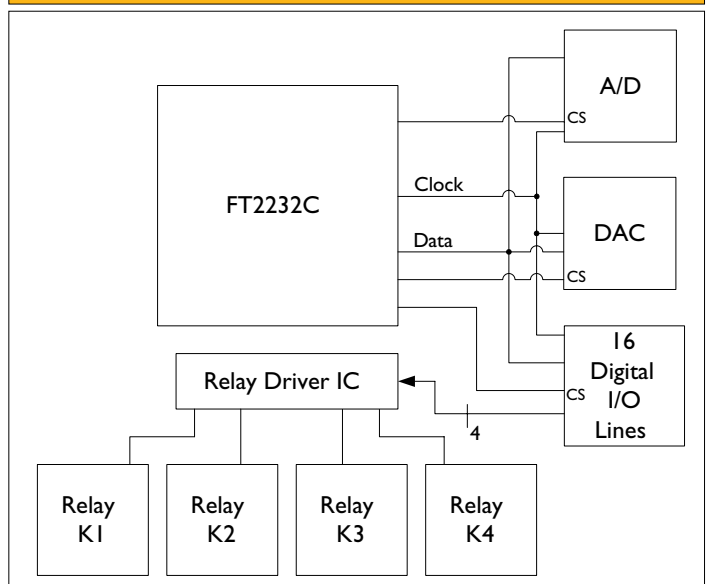 A/D
CS
FT2232C
Clock
DAC
Data
CS
16
Digital
I/O
Lines
CS
Relay Driver IC
4
Relay
K1
Relay
K2
Relay
K3
Relay
K4